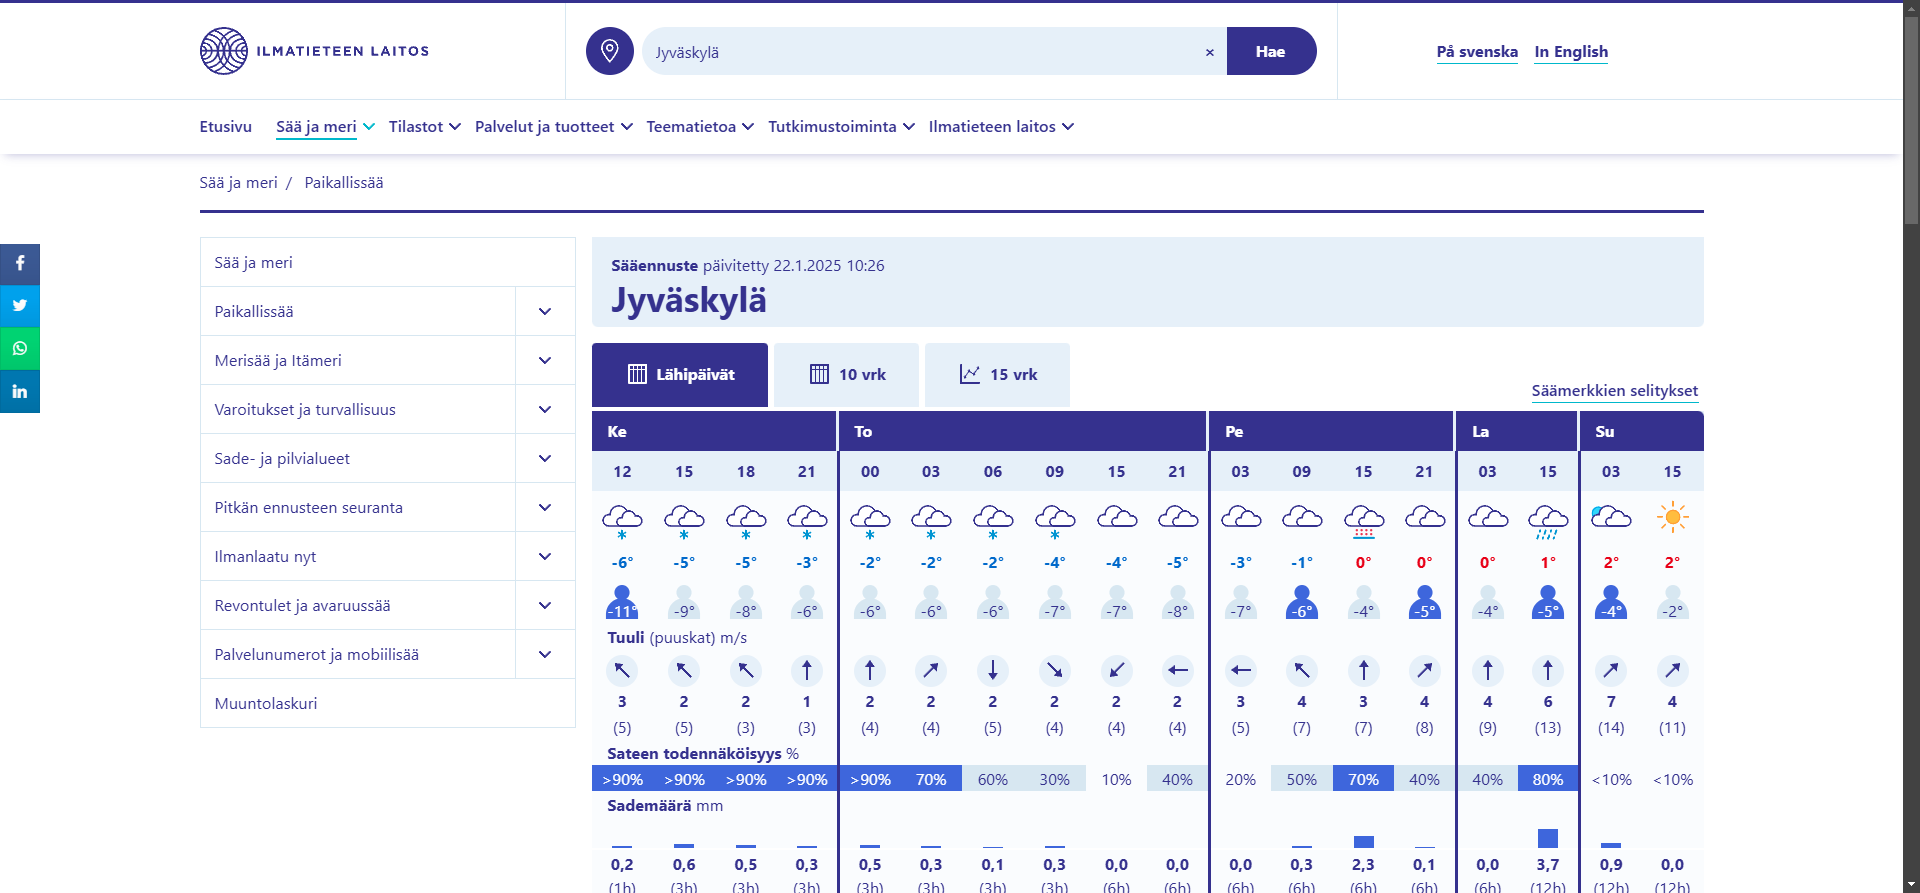 ILMATIETEEN LAITOS
Jyväskylä
×
Hae
På svenska In English
Etusivu Sää ja meri Tilastot Palvelut ja tuotteet Teematietoa Tutkimustoiminta Ilmatieteen laitos
Sää ja meri / Paikallissää
Sää ja meri
Paikallissää
Merisää ja Itämeri
Varoitukset ja turvallisuus
Sade- ja pilvialueet
Pitkän ennusteen seuranta
Ilmanlaatu nyt
Revontulet ja avaruussää
Palvelunumerot ja mobiilisää
Muuntolaskuri
Sääennuste päivitetty 22.1.2025 10:26
Jyväskylä
Lähipäivät 10 vrk 15 vrk
Säämerkkien selitykset
Ke To Pe La Su
12 15 18 21 00 03 06 09 15 21 03 09 15 21 03 15 03 15
-6° -5° -5° -3° -2° -2° -2° -4° -4° -5° -3° -1° 0° 0° 0° 1° 2° 2°
-11° -9° -8° -6° -6° -6° -6° -7° -7° -8° -7° -6° -4° -5° -4° -5° -4° -2°
Tuuli (puuskat) m/s
3 2 2 1 2 2 2 2 2 2 3 4 3 4 4 6 7 4
(5) (5) (3) (3) (4) (4) (5) (4) (4) (4) (5) (7) (7) (8) (9) (13) (14) (11)
Sateen todennäköisyys %
>90% >90% >90% >90% >90% 70% 60% 30% 10% 40% 20% 50% 70% 40% 40% 80% <10% <10%
Sademäärä mm
0,2 0,6 0,5 0,3 0,5 0,3 0,1 0,3 0,0 0,0 0,0 0,3 2,3 0,1 0,0 3,7 0,9 0,0
(1h) (3h) (3h) (3h) (3h) (3h) (3h) (3h) (6h) (6h) (6h) (6h) (6h) (6h) (6h) (12h) (12h) (12h)